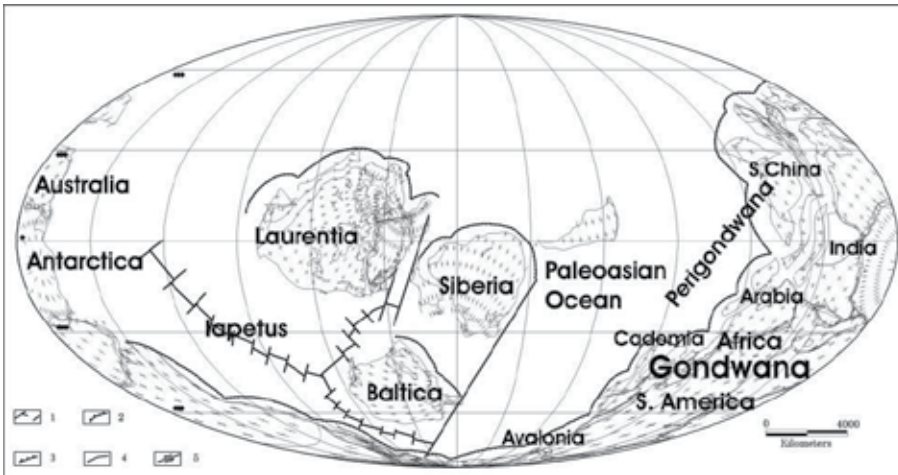 Australia
S.China
Laurentia
Perigondwana
India
Antarctica
Siberia
Paleoasian
Ocean
Arabia
Iapetus
Cadomia
Africa
Gondwana
Baltica
S. America
Avalonia
0 4000
Kilometers
1 2
3 4 5